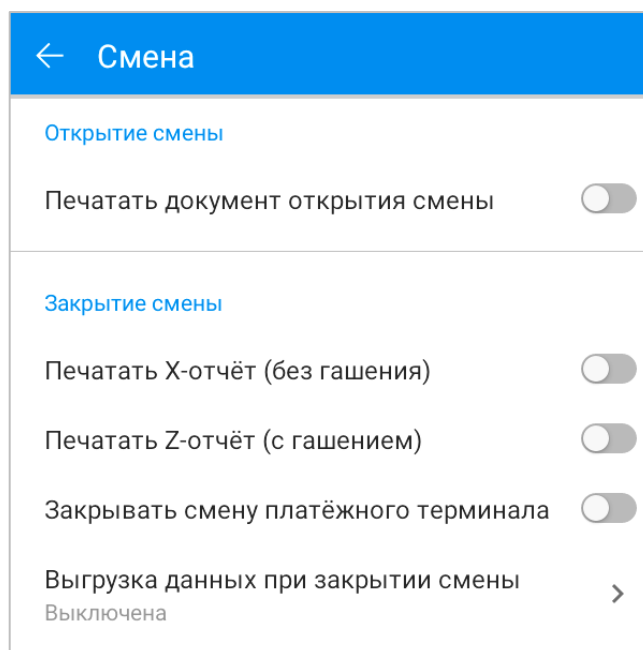 Смена
Открытие смены
Печатать документ открытия смены
Закрытие смены
Печатать X-отчёт (без гашения)
Печатать Z-отчёт (с гашением)
Закрывать смену платёжного терминала
Выгрузка данных при закрытии смены
Выключена